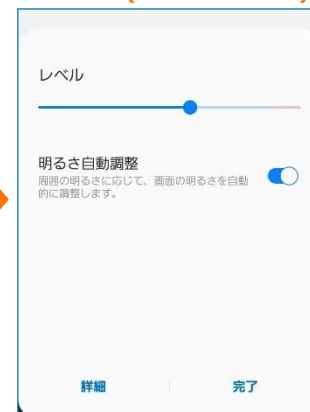 レベル
明るさ自動調整
周囲の明るさに応じて、画面の明るさを自動
的に調整します。
詳細
完了